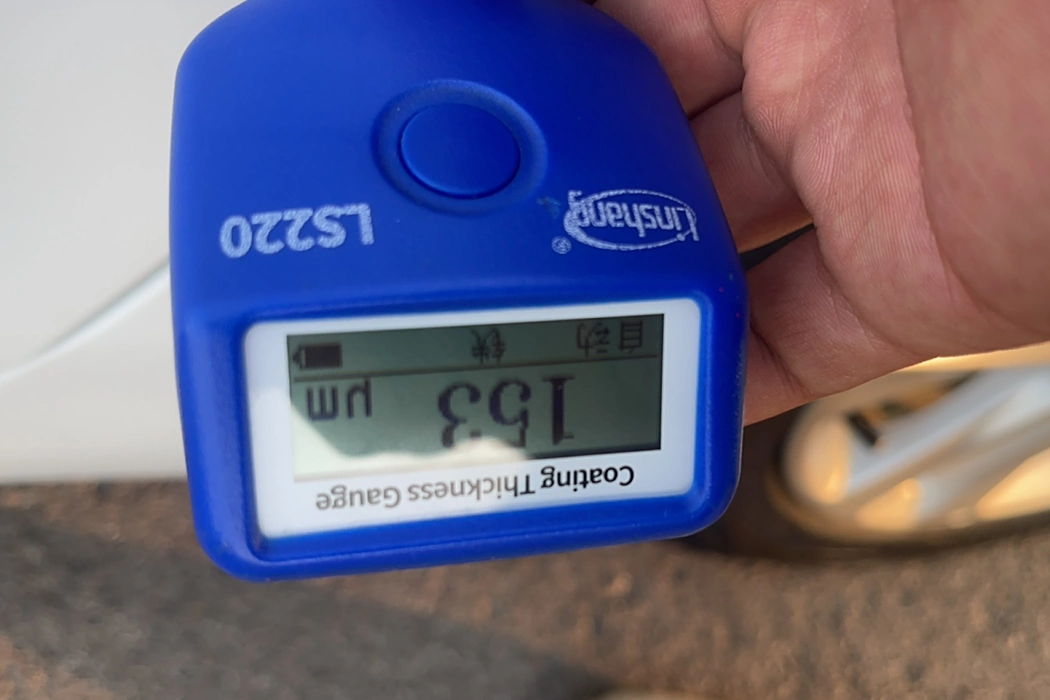 Coating Thickness Gauge
153 μm
自动 铁
Linshang®
LS220